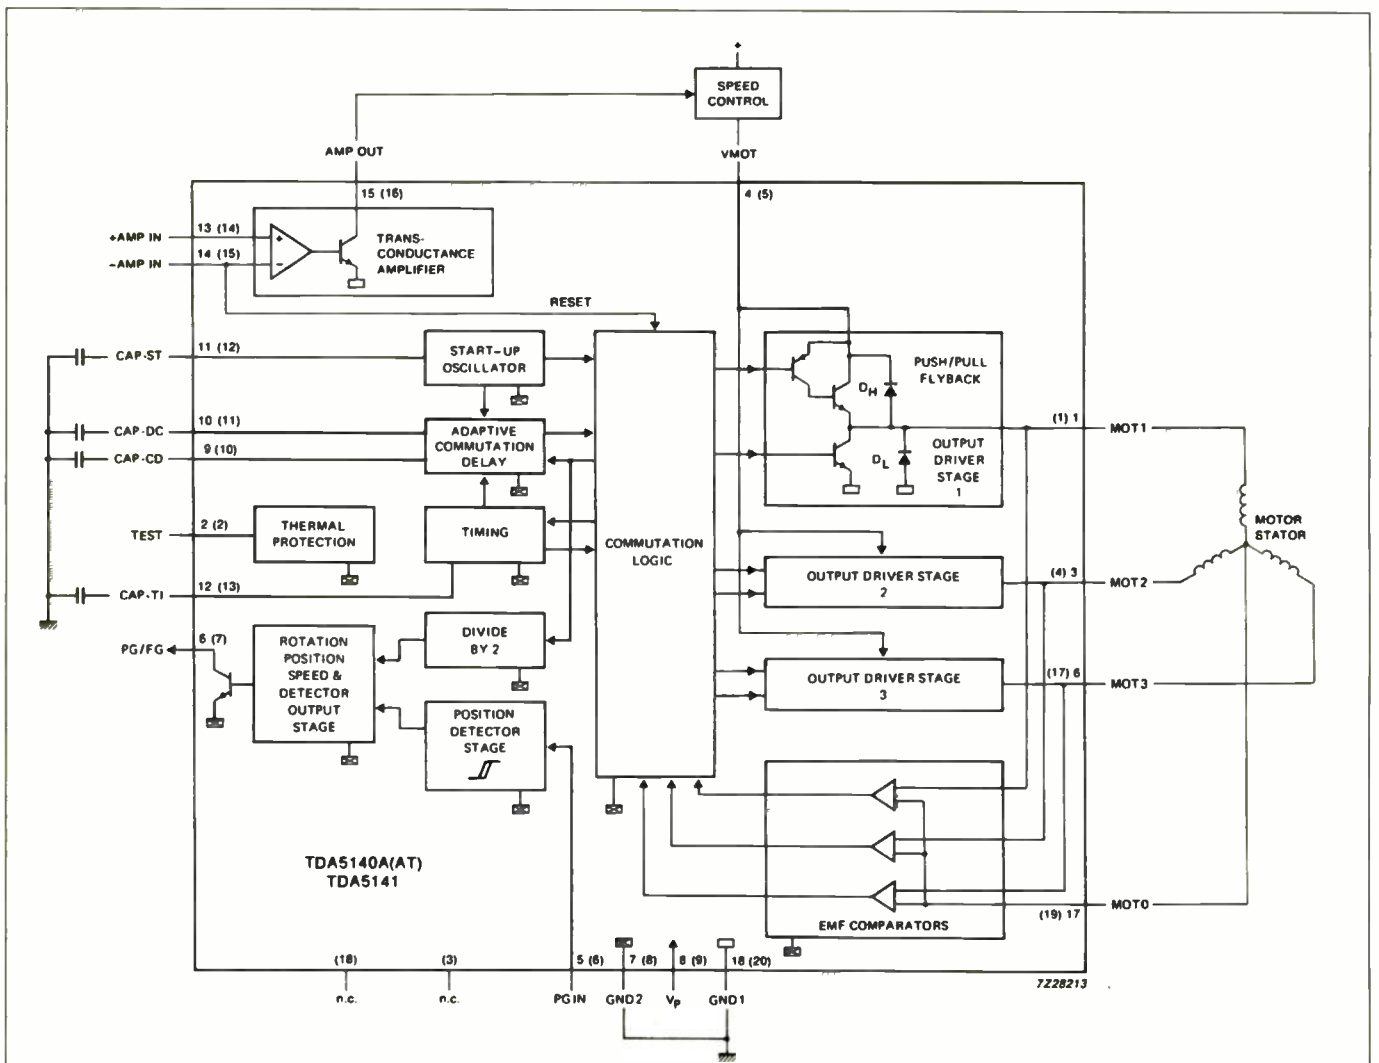 +
SPEED
CONTROL
AMP OUT
VMOT
15 (16)
4 (5)
+AMP IN
13 (14)
-AMP IN
14 (15)
+
-
TRANS-
CONDUCTANCE
AMPLIFIER
RESET
CAP-ST
11 (12)
START-UP
OSCILLATOR
PUSH/PULL
FLYBACK
DH
CAP-DC
10 (11)
CAP-CD
9 (10)
ADAPTIVE
COMMUTATION
DELAY
OUTPUT
DRIVER
STAGE
1
DL
(1) 1
MOT1
TEST
2 (2)
THERMAL
PROTECTION
TIMING
COMMUTATION
LOGIC
MOTOR
STATOR
OUTPUT DRIVER STAGE
2
(4) 3
MOT2
CAP-TI
12 (13)
PG/FG
6 (7)
ROTATION
POSITION
SPEED &
DETECTOR
OUTPUT
STAGE
DIVIDE
BY 2
OUTPUT DRIVER STAGE
3
(17) 6
MOT3
POSITION
DETECTOR
STAGE
TDA5140A(AT)
TDA5141
EMF COMPARATORS
(19) 17
MOT0
(18)
(3)
5 (6)
7 (8)
8 (9)
18 (20)
n.c.
n.c.
PG IN
GND2
VP
GND1
7Z28213